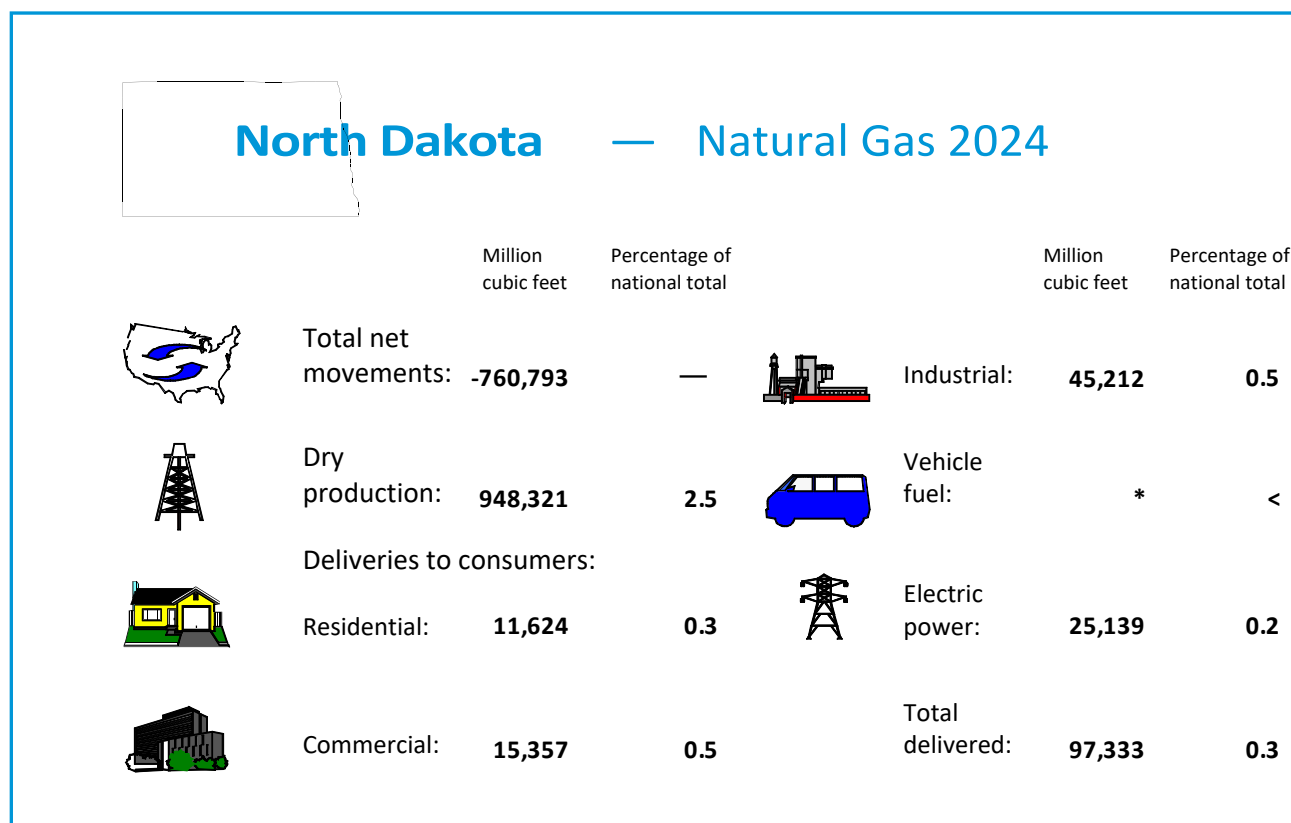 North Dakota — Natural Gas 2024
Million Percentage of Million Percentage of
cubic feet national total cubic feet national total
Total net
movements: -760,793 — Industrial: 45,212 0.5
Dry Vehicle
production: 948,321 2.5 fuel: * <
Deliveries to consumers:
Electric
Residential: 11,624 0.3 power: 25,139 0.2
Total
Commercial: 15,357 0.5 delivered: 97,333 0.3